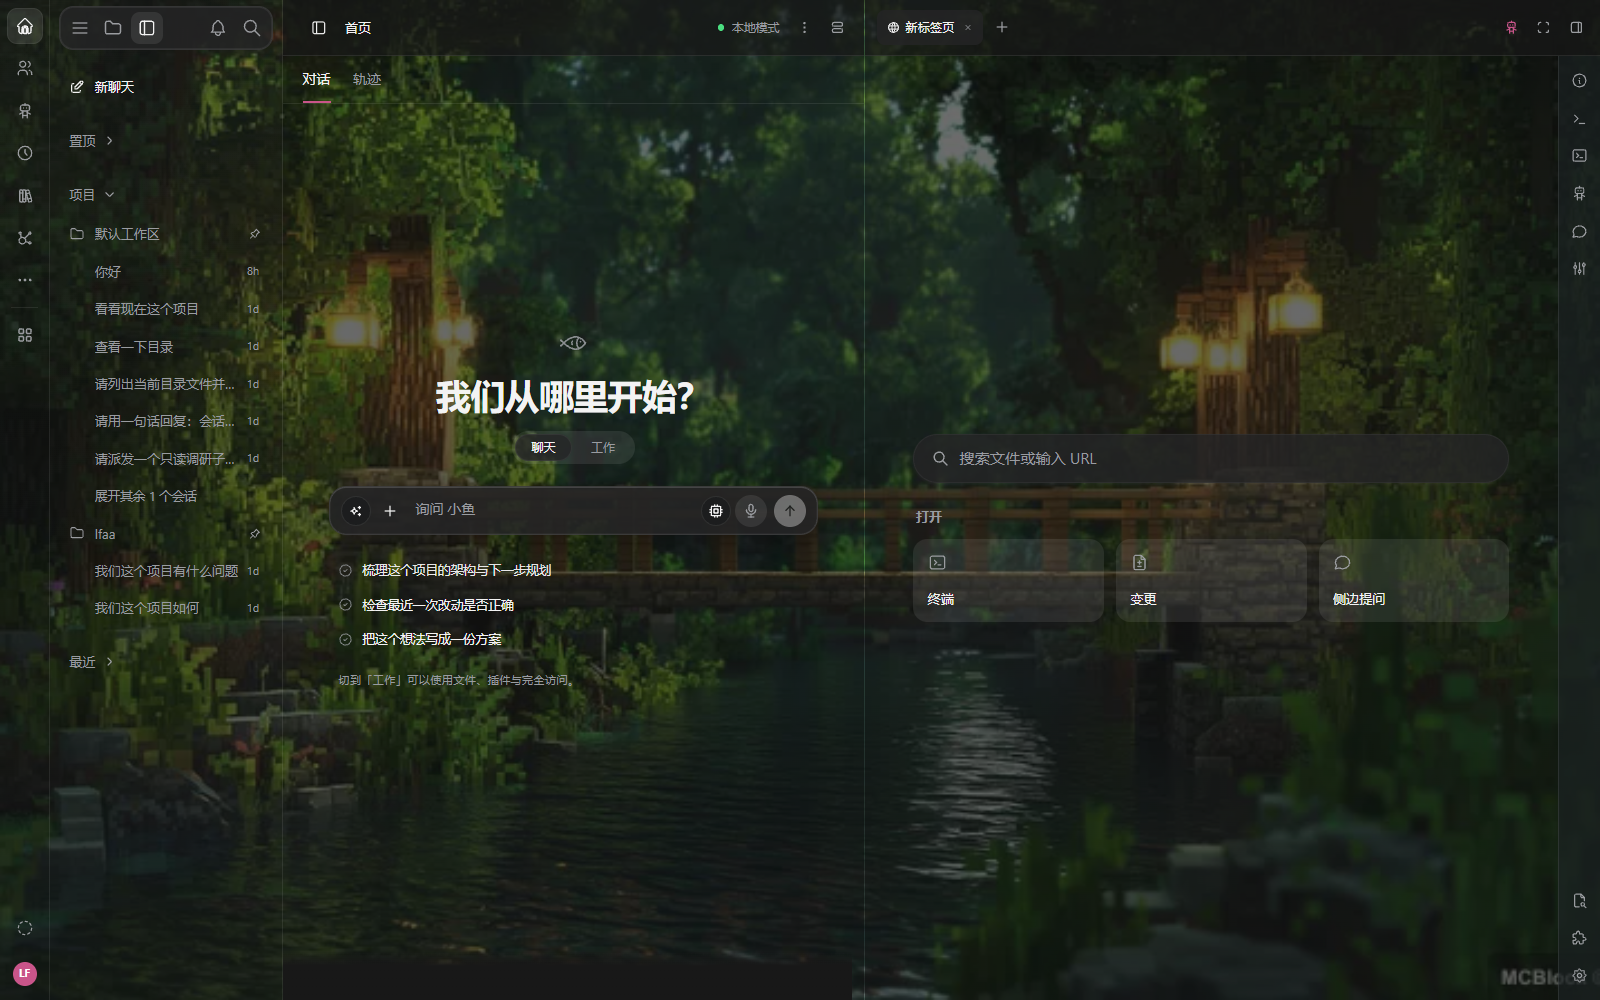 首页
本地模式
新标签页
新聊天
置顶
项目
默认工作区
你好 8h
看看现在这个项目 1d
查看一下目录 1d
请列出当前目录文件并... 1d
请用一句话回复：会话... 1d
请派发一个只读调研子... 1d
展开其余 1 个会话
lfaa
我们这个项目有什么问题 1d
我们这个项目如何 1d
最近
LF
对话 轨迹
我们从哪里开始?
聊天 工作
询问 小鱼
梳理这个项目的架构与下一步规划
检查最近一次改动是否正确
把这个想法写成一份方案
切到「工作」可以使用文件、插件与完全访问。
搜索文件或输入 URL
打开
终端 变更 侧边提问